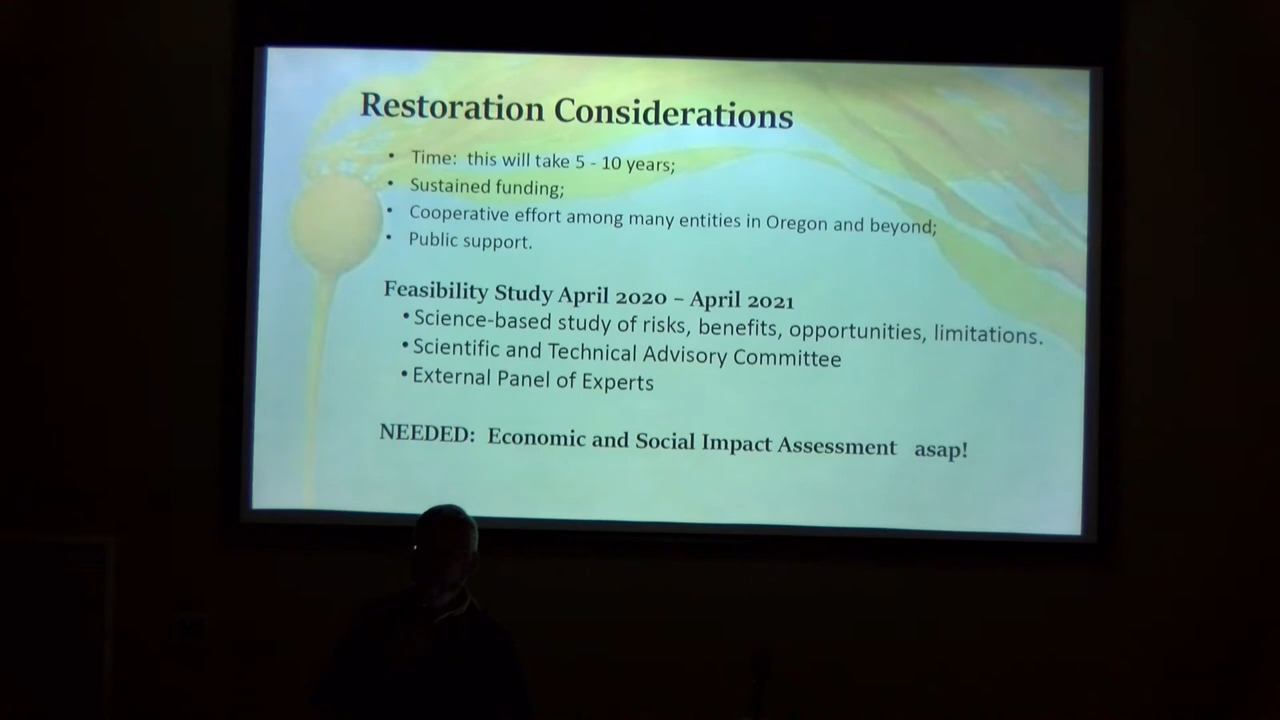 Restoration Considerations
• Time: this will take 5 - 10 years;
• Sustained funding;
• Cooperative effort among many entities in Oregon and beyond;
• Public support.
Feasibility Study April 2020 – April 2021
• Science-based study of risks, benefits, opportunities, limitations.
• Scientific and Technical Advisory Committee
• External Panel of Experts
NEEDED: Economic and Social Impact Assessment asap!